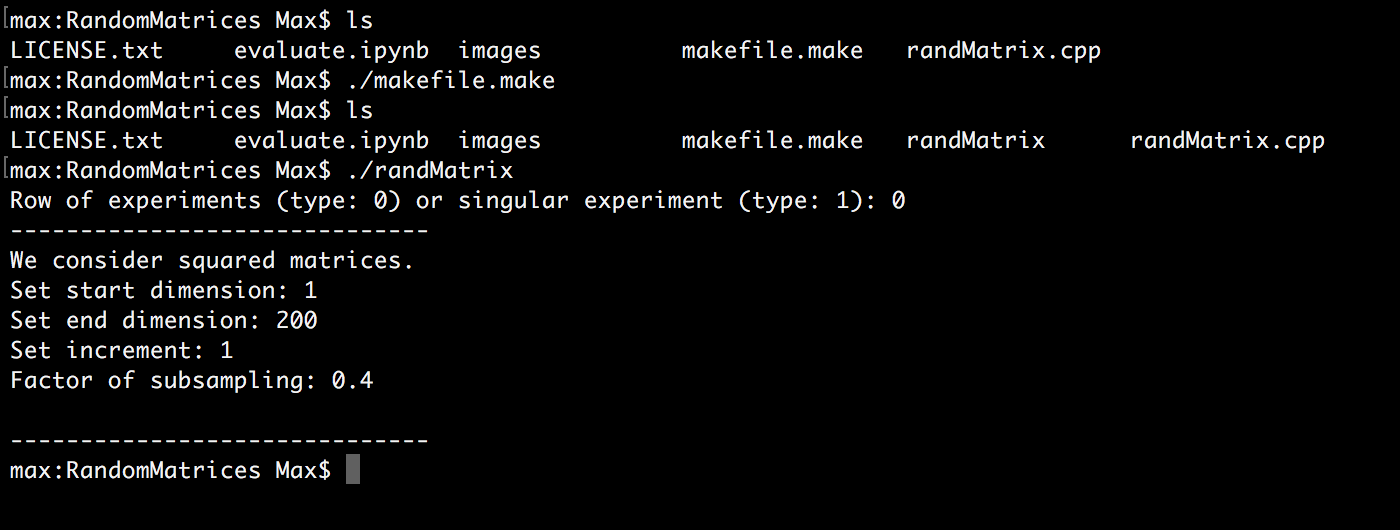 [max:RandomMatrices Max$ ls
LICENSE.txt     evaluate.ipynb  images          makefile.make   randMatrix.cpp
[max:RandomMatrices Max$ ./makefile.make
[max:RandomMatrices Max$ ls
LICENSE.txt     evaluate.ipynb  images          makefile.make   randMatrix      randMatrix.cpp
[max:RandomMatrices Max$ ./randMatrix
Row of experiments (type: 0) or singular experiment (type: 1): 0
------------------------------
We consider squared matrices.
Set start dimension: 1
Set end dimension: 200
Set increment: 1
Factor of subsampling: 0.4
------------------------------
max:RandomMatrices Max$